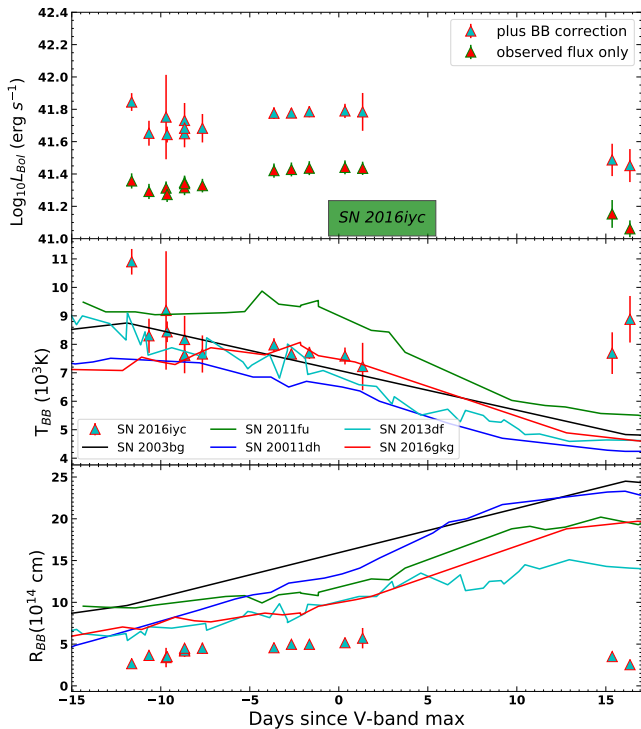 42.4
42.2
42.0
41.8
41.6
41.4
41.2
41.0
Log10LBol (erg s−1)
plus BB correction
observed flux only
SN 2016iyc
11
10
9
8
7
6
5
4
TBB (10³K)
SN 2016iyc
SN 2011fu
SN 2013df
SN 2003bg
SN 20011dh
SN 2016gkg
25
20
15
10
5
0
RBB(10¹⁴ cm)
−15
−10
−5
0
5
10
15
Days since V-band max